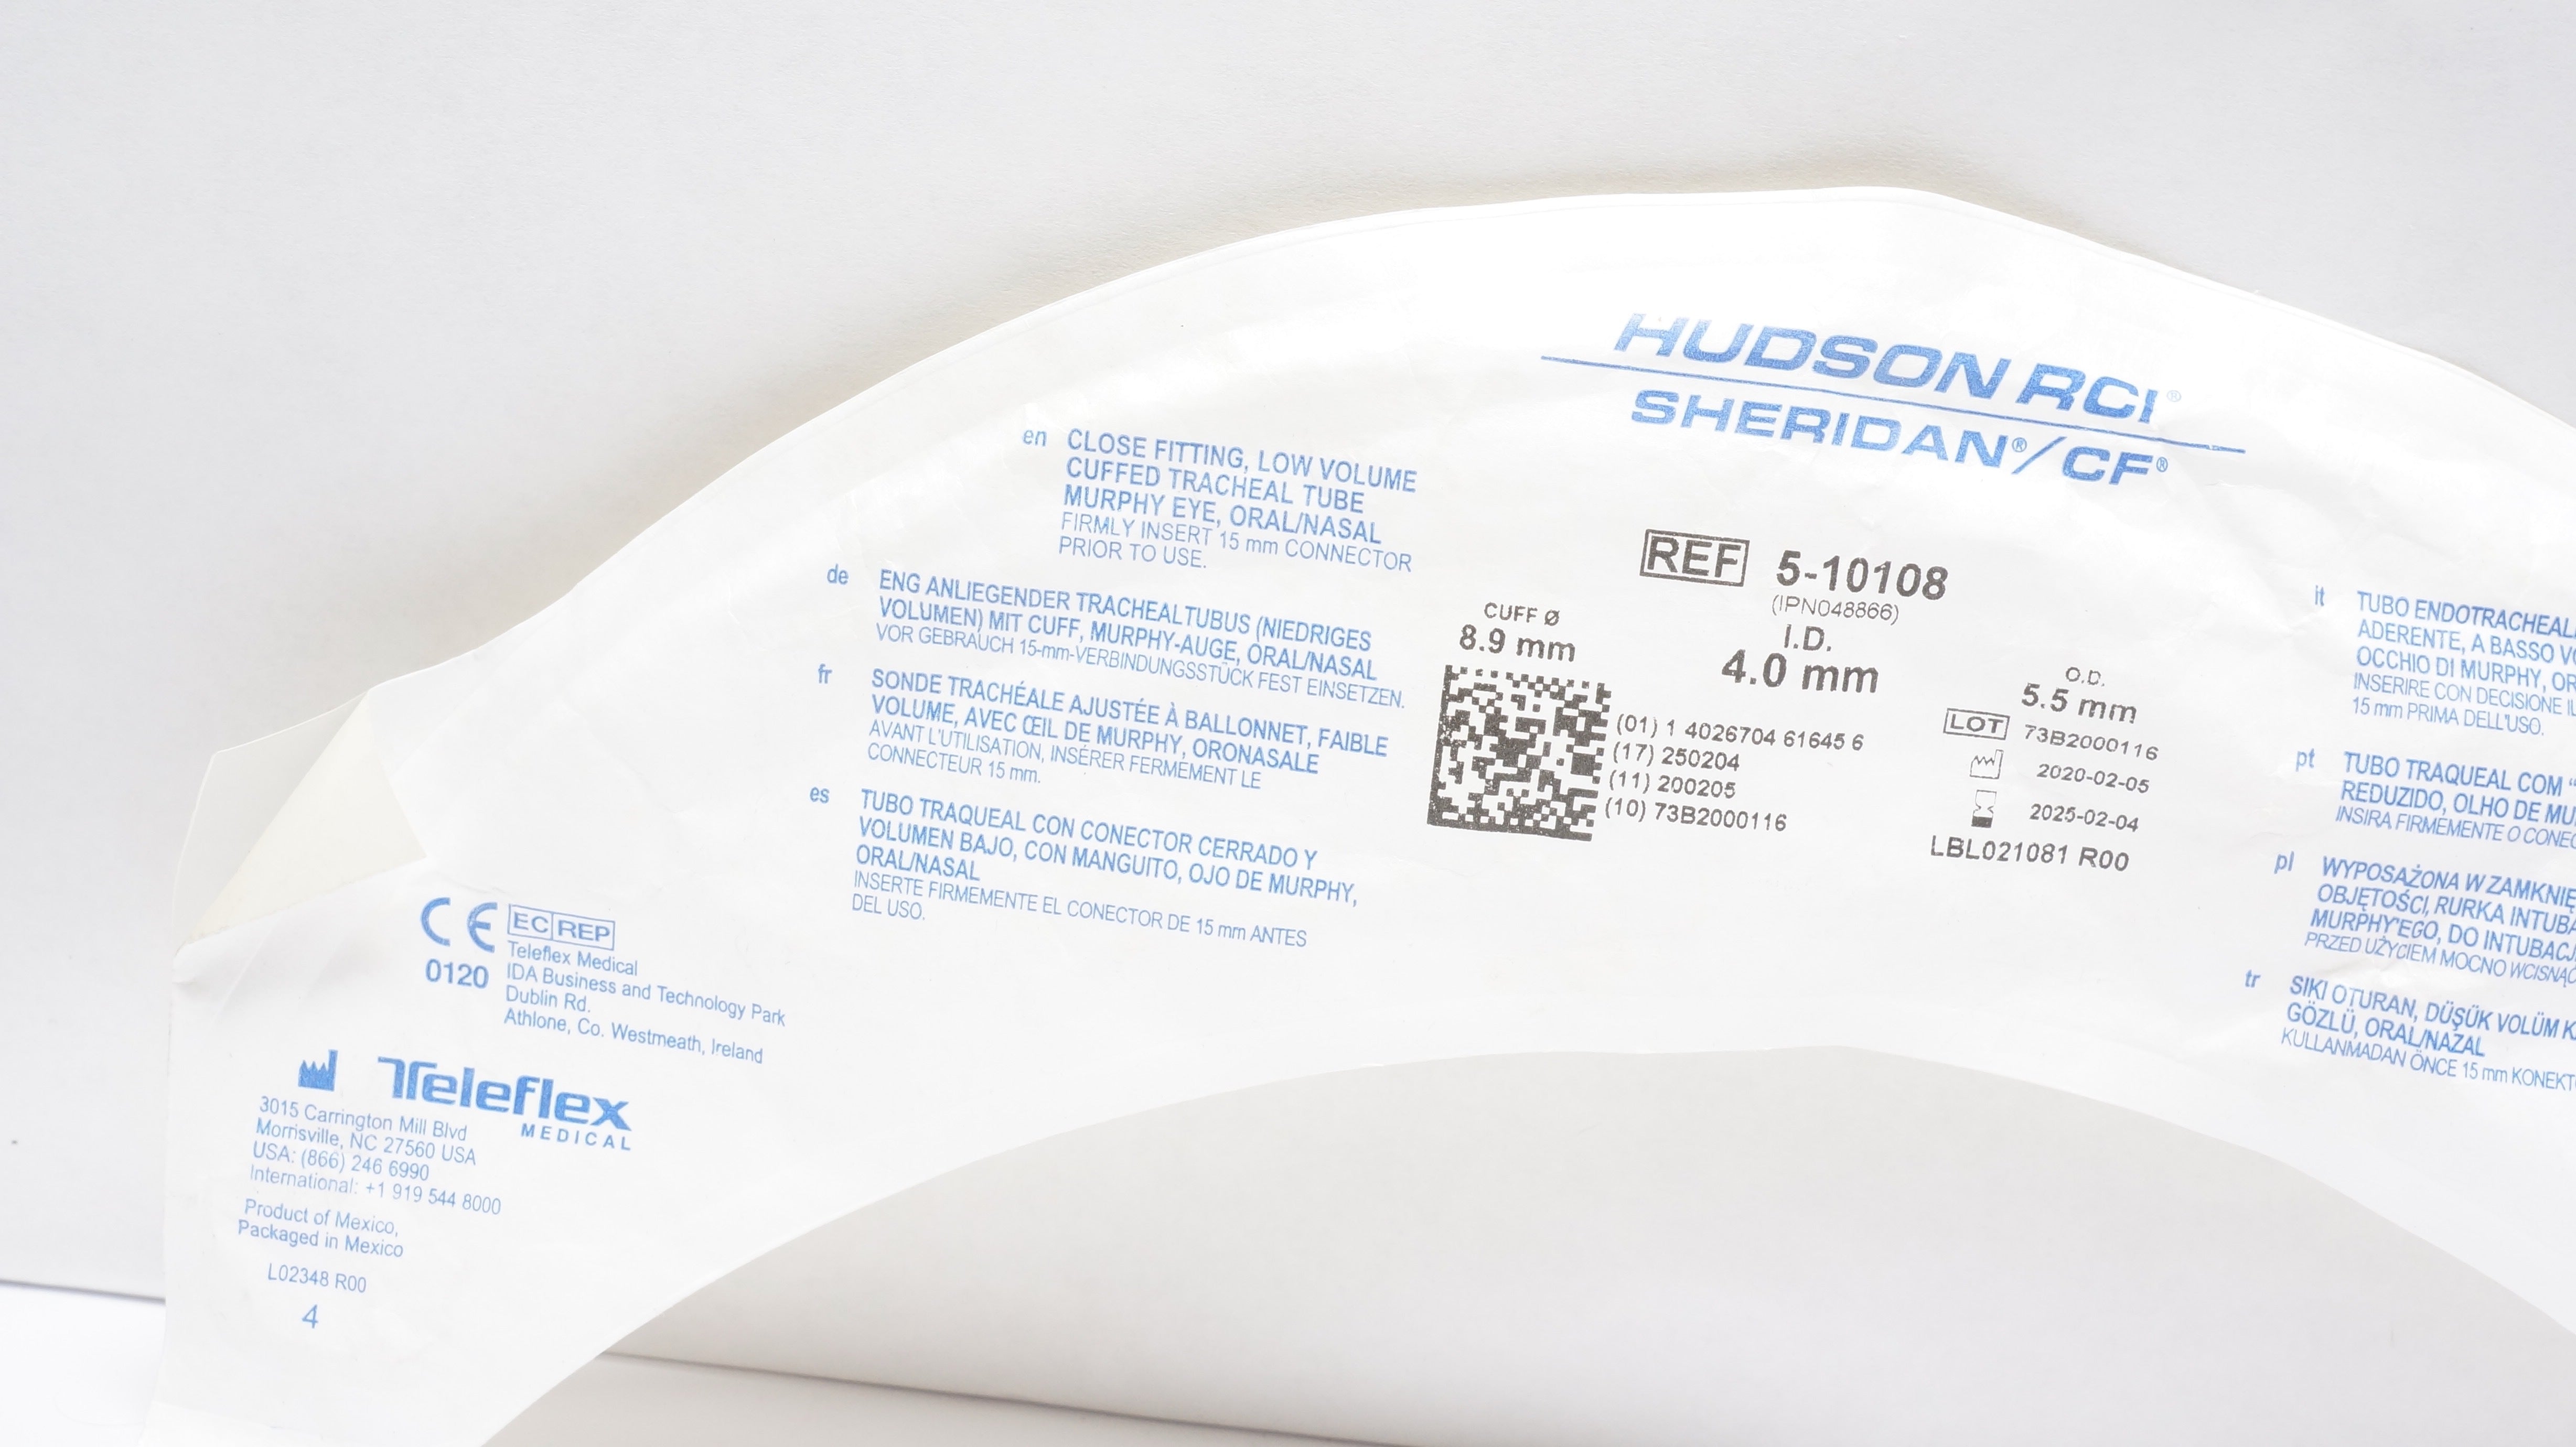 HUDSON RCI®
SHERIDAN®/CF®
en CLOSE FITTING, LOW VOLUME
CUFFED TRACHEAL TUBE
MURPHY EYE, ORAL/NASAL
FIRMLY INSERT 15 mm CONNECTOR
PRIOR TO USE.
de ENG ANLIEGENDER TRACHEALTUBUS (NIEDRIGES
VOLUMEN) MIT CUFF, MURPHY-AUGE, ORAL/NASAL
VOR GEBRAUCH 15-mm-VERBINDUNGSSTÜCK FEST EINSETZEN.
fr SONDE TRACHÉALE AJUSTÉE À BALLONNET, FAIBLE
VOLUME, AVEC ŒIL DE MURPHY, ORONASALE
AVANT L'UTILISATION, INSÉRER FERMEMENT LE
CONNECTEUR 15 mm.
es TUBO TRAQUEAL CON CONECTOR CERRADO Y
VOLUMEN BAJO, CON MANGUITO, OJO DE MURPHY,
ORAL/NASAL
INSERTE FIRMEMENTE EL CONECTOR DE 15 mm ANTES
DEL USO.
REF 5-10108
(IPN048866)
CUFF Ø
8.9 mm
I.D.
4.0 mm
O.D.
5.5 mm
(01) 1 4026704 61645 6
(17) 250204
(11) 200205
(10) 73B2000116
LOT 73B2000116
2020-02-05
2025-02-04
LBL021081 R00
it TUBO ENDOTRACHEAL
ADERENTE, A BASSO
OCCHIO DI MURPHY,
INSERIRE CON DECISIONE
15 mm PRIMA DELL'USO.
pt TUBO TRAQUEAL COM
REDUZIDO, OLHO DE
INSIRA FIRMEMENTE O
pl WYPOSAŻONA W
OBJĘTOŚCI, RURKA
MURPHY'EGO, DO
PRZED UŻYCIEM MOCNO
tr SIKI OTURAN, DÜŞÜK VOLÜM
GÖZLÜ, ORAL/NAZAL
KULLANMADAN ÖNCE 15 mm
CE EC REP
0120
Teleflex Medical
IDA Business and Technology Park
Dublin Rd.
Athlone, Co. Westmeath, Ireland
Teleflex
MEDICAL
3015 Carrington Mill Blvd
Morrisville, NC 27560 USA
USA: (866) 246 6990
International: +1 919 544 8000
Product of Mexico,
Packaged in Mexico
L02348 R00
4